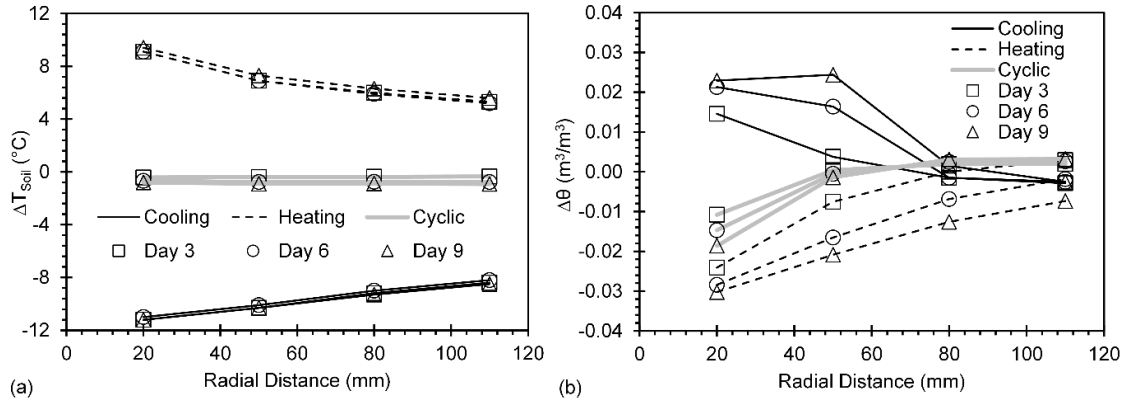 12
8
4
0
-4
-8
-12
ΔT_Soil (°C)
Cooling Heating Cyclic
Day 3 Day 6 Day 9
0 20 40 60 80 100 120
Radial Distance (mm)
(a)
0.04
0.03
0.02
0.01
0.00
-0.01
-0.02
-0.03
-0.04
Δθ (m³/m³)
Cooling
Heating
Cyclic
Day 3
Day 6
Day 9
0 20 40 60 80 100 120
Radial Distance (mm)
(b)